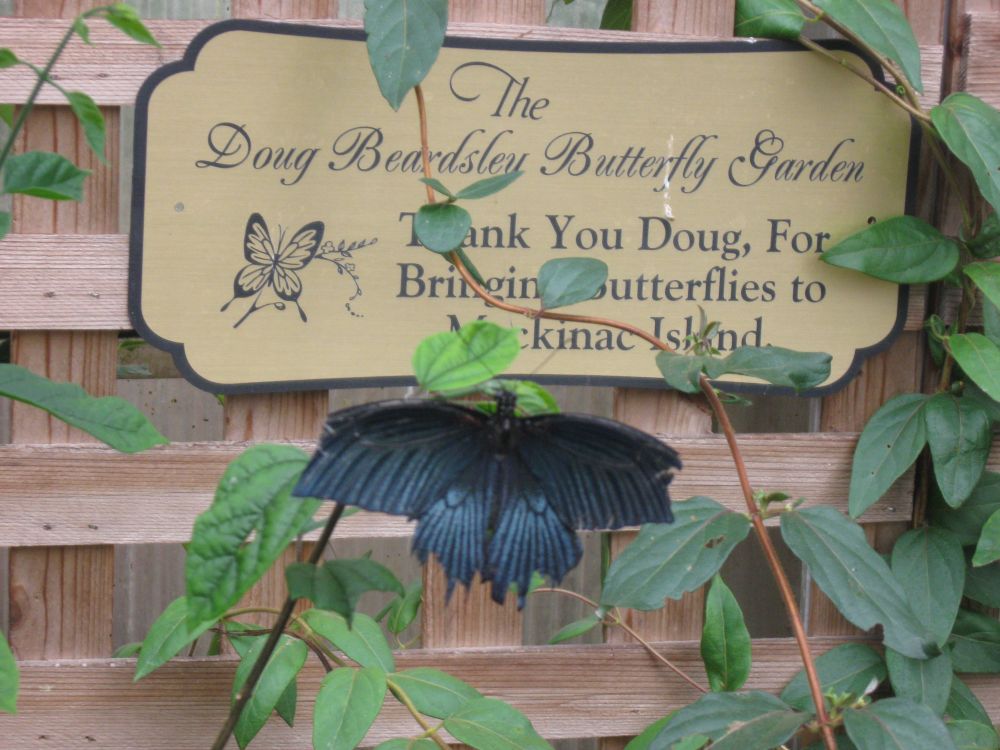 The
Doug Beardsley Butterfly Garden
Thank You Doug, For
Bringing Butterflies to
Mackinac Island.